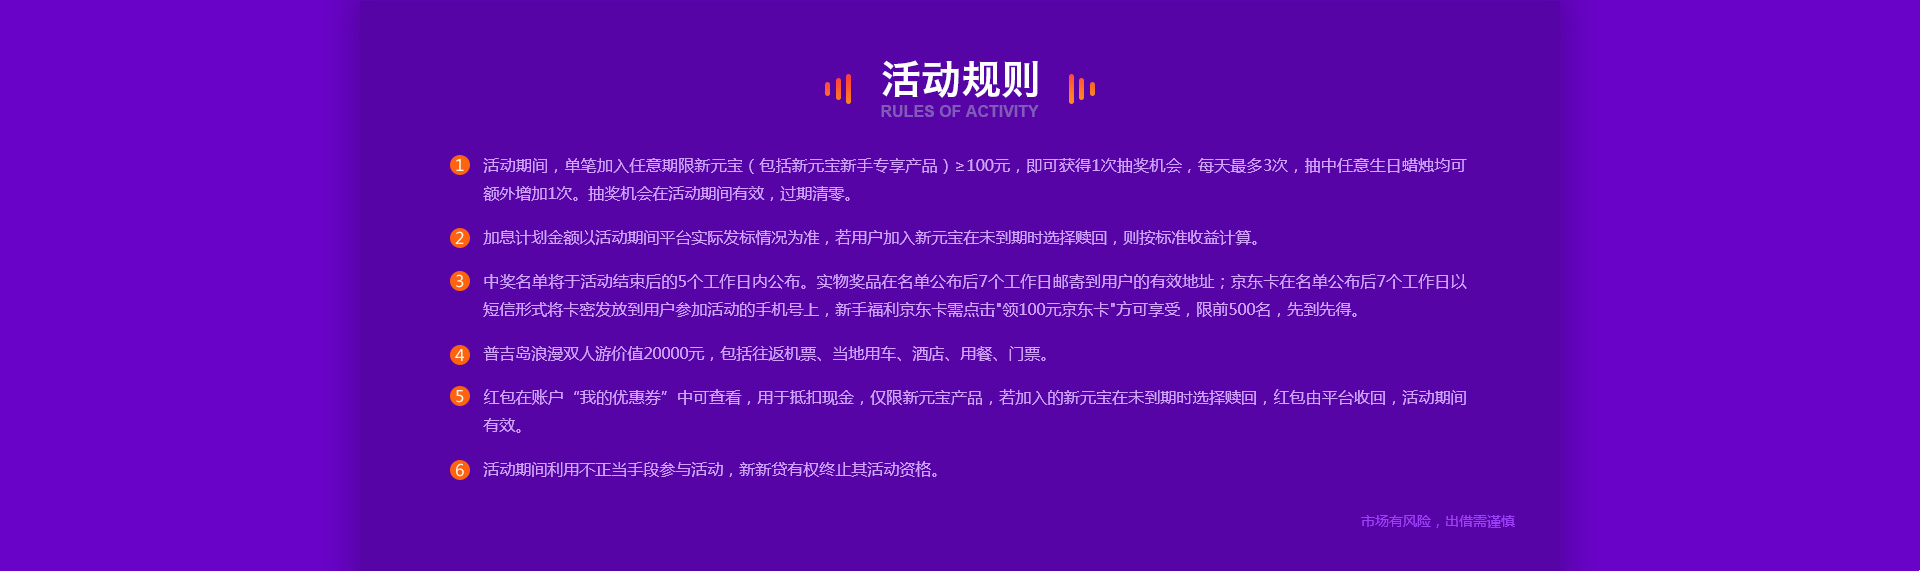 活动规则
RULES OF ACTIVITY
1 活动期间，单笔加入任意期限新元宝（包括新元宝新手专享产品）≥100元，即可获得1次抽奖机会，每天最多3次，抽中任意生日蜡烛均可
额外增加1次。抽奖机会在活动期间有效，过期清零。
2 加息计划金额以活动期间平台实际发标情况为准，若用户加入新元宝在未到期时选择赎回，则按标准收益计算。
3 中奖名单将于活动结束后的5个工作日内公布。实物奖品在名单公布后7个工作日邮寄到用户的有效地址；京东卡在名单公布后7个工作日以
短信形式将卡密发放到用户参加活动的手机号上，新手福利京东卡需点击"领100元京东卡"方可享受，限前500名，先到先得。
4 普吉岛浪漫双人游价值20000元，包括往返机票、当地用车、酒店、用餐、门票。
5 红包在账户“我的优惠券”中可查看，用于抵扣现金，仅限新元宝产品，若加入的新元宝在未到期时选择赎回，红包由平台收回，活动期间
有效。
6 活动期间利用不正当手段参与活动，新新贷有权终止其活动资格。
市场有风险，出借需谨慎